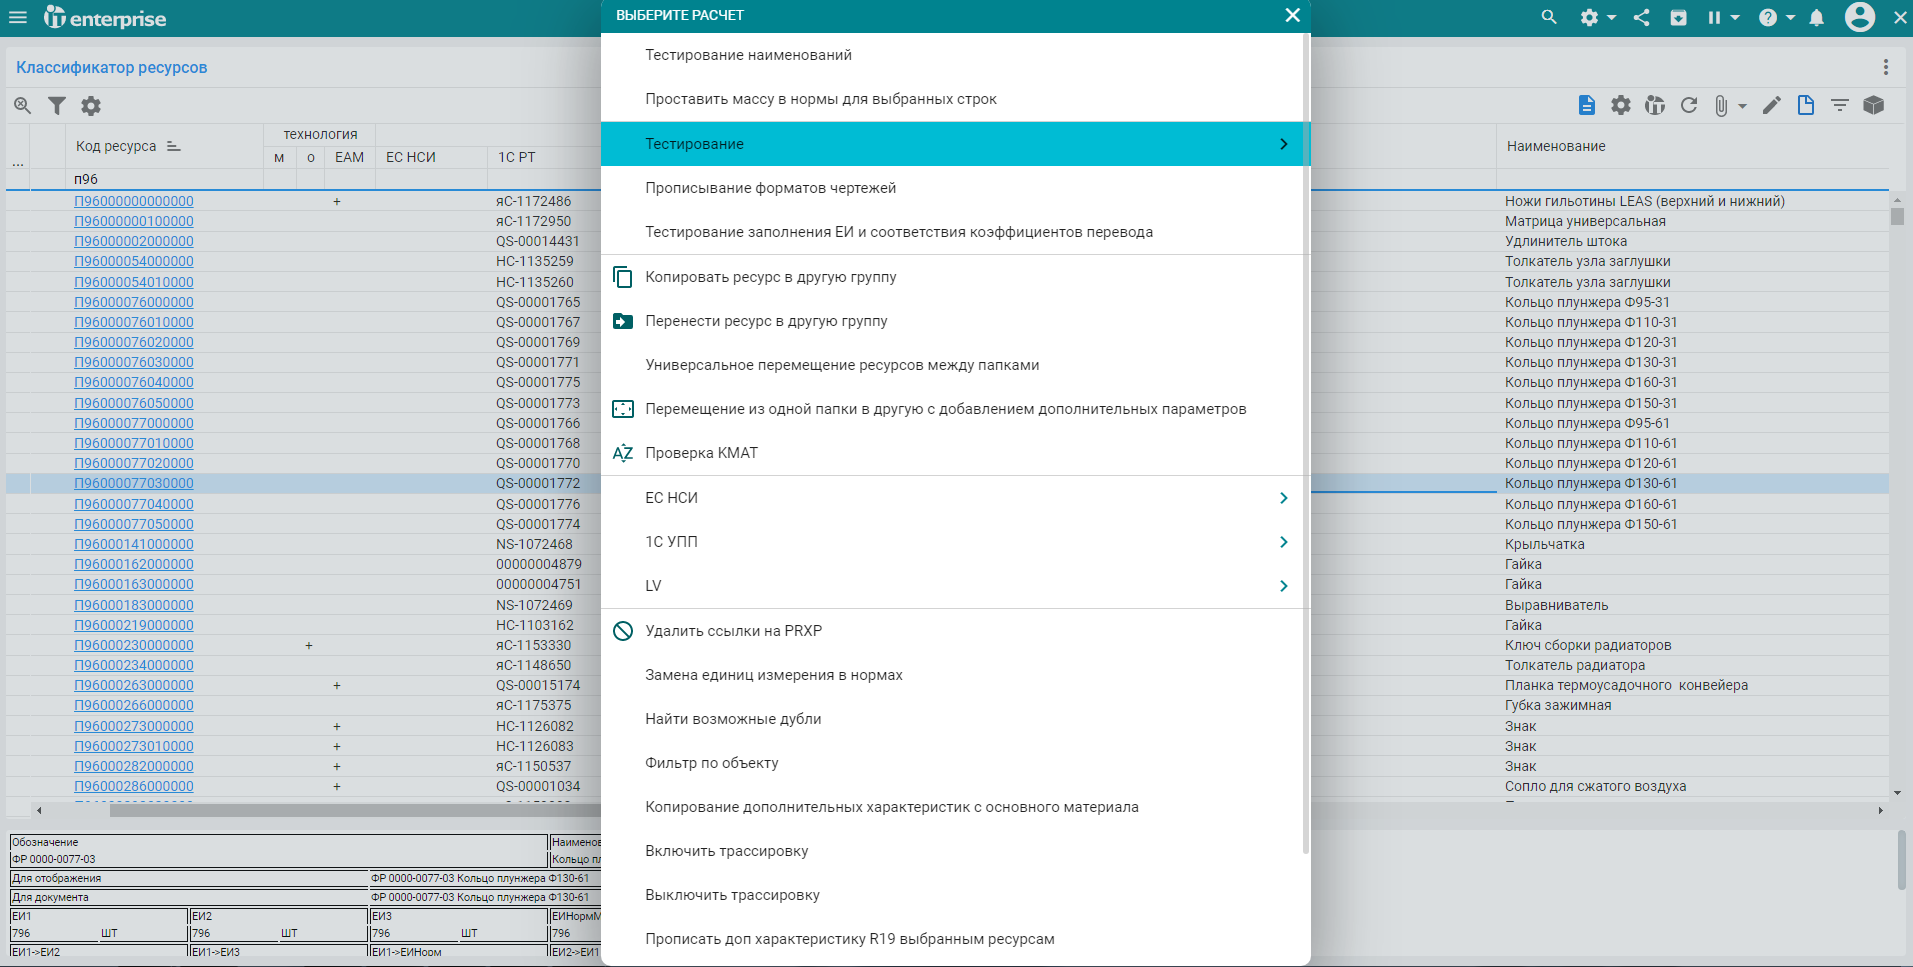 enterprise
ВЫБЕРИТЕ РАСЧЕТ
Классификатор ресурсов
Код ресурса
технология
м о EAM ЕС НСИ 1С РТ
Наименование
...
п96
П96000000000000 + яС-1172486 Ножи гильотины LEAS (верхний и нижний)
П96000000100000 яС-1172950 Матрица универсальная
П96000002000000 QS-00014431 Удлинитель штока
П96000054000000 НС-1135259 Толкатель узла заглушки
П96000054010000 НС-1135260 Толкатель узла заглушки
П96000076000000 QS-00001765 Кольцо плунжера Ф95-31
П96000076010000 QS-00001767 Кольцо плунжера Ф110-31
П96000076020000 QS-00001769 Кольцо плунжера Ф120-31
П96000076030000 QS-00001771 Кольцо плунжера Ф130-31
П96000076040000 QS-00001775 Кольцо плунжера Ф160-31
П96000076050000 QS-00001773 Кольцо плунжера Ф150-31
П96000077000000 QS-00001766 Кольцо плунжера Ф95-61
П96000077010000 QS-00001768 Кольцо плунжера Ф110-61
П96000077020000 QS-00001770 Кольцо плунжера Ф120-61
П96000077030000 QS-00001772 Кольцо плунжера Ф130-61
П96000077040000 QS-00001776 Кольцо плунжера Ф160-61
П96000077050000 QS-00001774 Кольцо плунжера Ф150-61
П96000141000000 NS-1072468 Крыльчатка
П96000162000000 00000004879 Гайка
П96000163000000 00000004751 Гайка
П96000183000000 NS-1072469 Выравниватель
П96000219000000 НС-1103162 Гайка
П96000230000000 + яС-1153330 Ключ сборки радиаторов
П96000234000000 яС-1148650 Толкатель радиатора
П96000263000000 + QS-00015174 Планка термоусадочного конвейера
П96000266000000 яС-1175375 Губка зажимная
П96000273000000 + НС-1126082 Знак
П96000273010000 + НС-1126083 Знак
П96000282000000 + яС-1150537 Знак
П96000286000000 + QS-00001034 Сопло для сжатого воздуха
Тестирование наименований
Проставить массу в нормы для выбранных строк
Тестирование
Прописывание форматов чертежей
Тестирование заполнения ЕИ и соответствия коэффициентов перевода
Копировать ресурс в другую группу
Перенести ресурс в другую группу
Универсальное перемещение ресурсов между папками
Перемещение из одной папки в другую с добавлением дополнительных параметров
Проверка КМАТ
ЕС НСИ
1С УПП
LV
Удалить ссылки на PRXP
Замена единиц измерения в нормах
Найти возможные дубли
Фильтр по объекту
Копирование дополнительных характеристик с основного материала
Включить трассировку
Выключить трассировку
Прописать доп характеристику R19 выбранным ресурсам
Обозначение Наименов
ФР 0000-0077-03 Кольцо пл
Для отображения ФР 0000-0077-03 Кольцо плунжера Ф130-61
Для документа ФР 0000-0077-03 Кольцо плунжера Ф130-61
ЕИ1 ЕИ2 ЕИ3 ЕИНормМ
796 ШТ 796 ШТ 796 ШТ 796
ЕИ1->ЕИ2 ЕИ1->ЕИ3 ЕИ1->ЕИНорм ЕИ2->ЕИ1